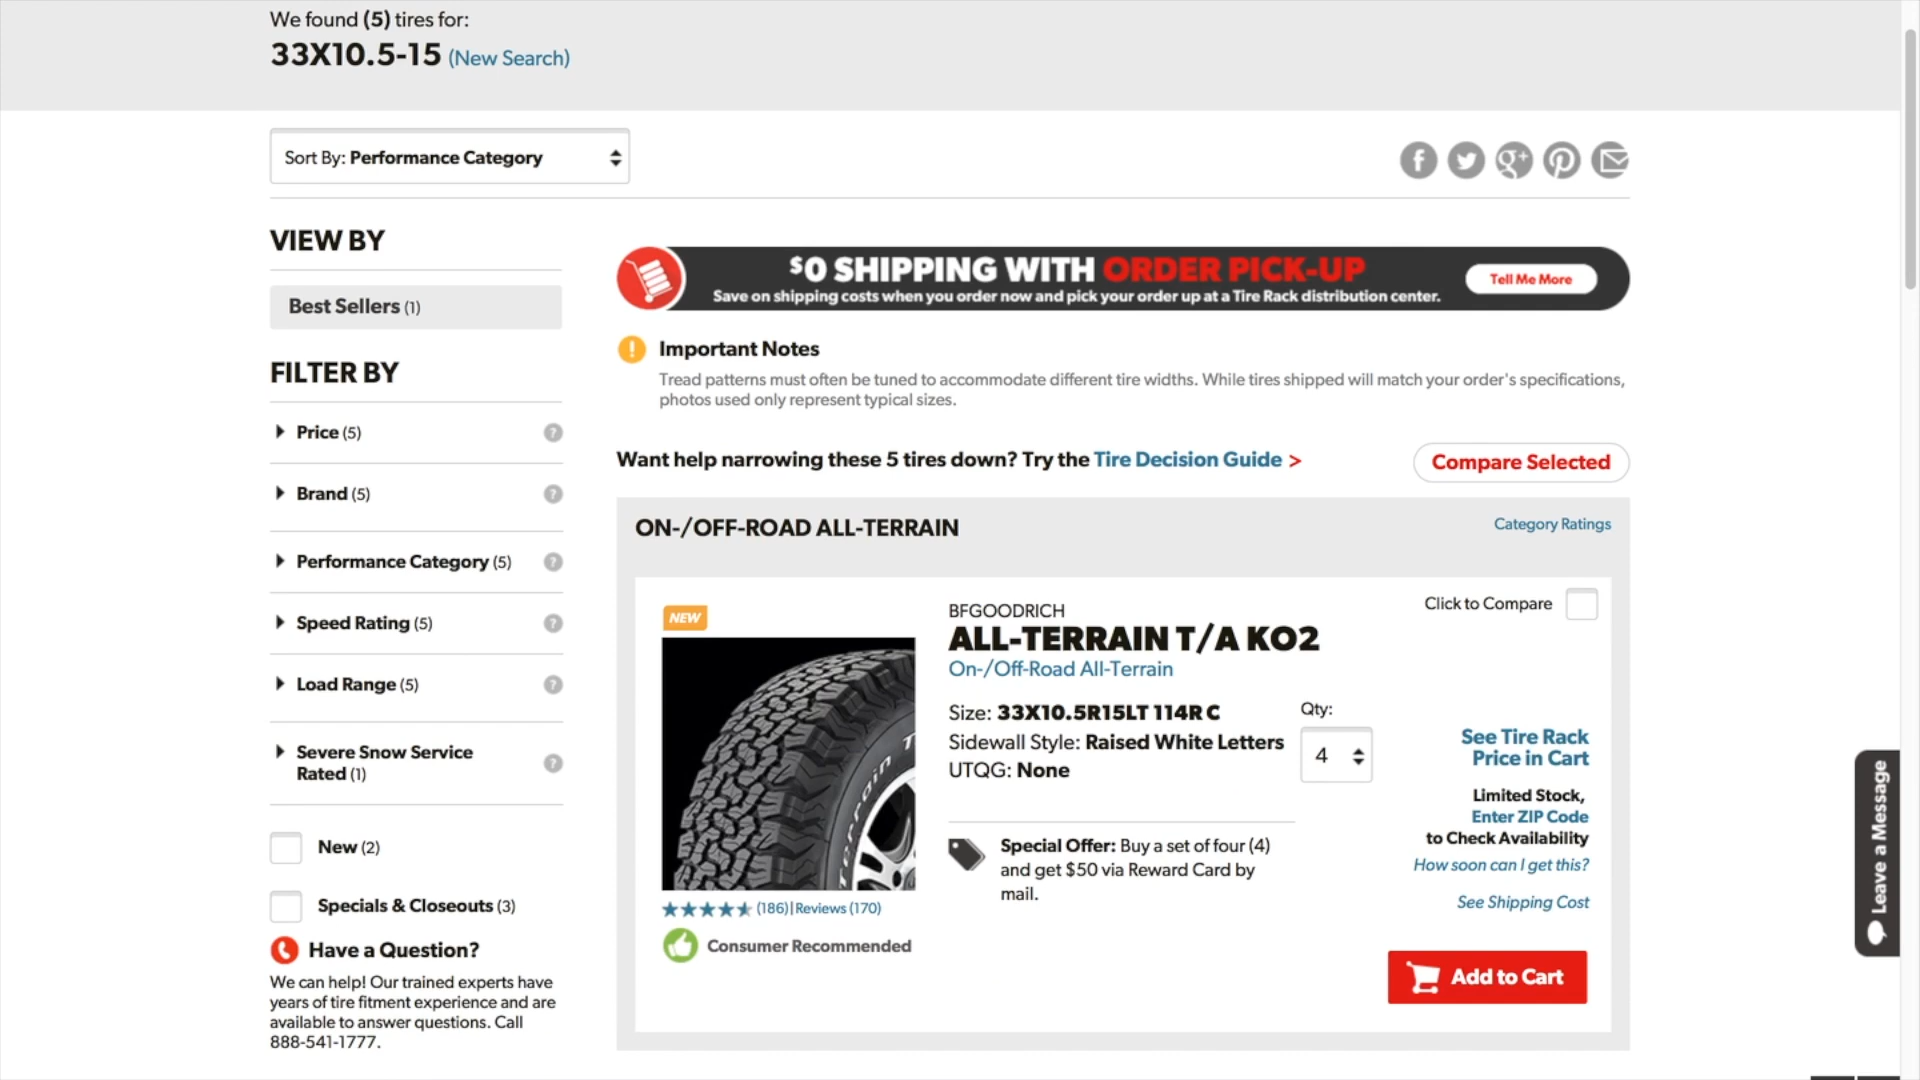 We found (5) tires for:
33X10.5-15 (New Search)
Sort By: Performance Category
VIEW BY
Best Sellers (1)
FILTER BY
Price (5)
Brand (5)
Performance Category (5)
Speed Rating (5)
Load Range (5)
Severe Snow Service
Rated (1)
New (2)
Specials & Closeouts (3)
Have a Question?
We can help! Our trained experts have
years of tire fitment experience and are
available to answer questions. Call
888-541-1777.
$0 SHIPPING WITH ORDER PICK-UP
Save on shipping costs when you order now and pick your order up at a Tire Rack distribution center.
Tell Me More
Important Notes
Tread patterns must often be tuned to accommodate different tire widths. While tires shipped will match your order's specifications,
photos used only represent typical sizes.
Want help narrowing these 5 tires down? Try the Tire Decision Guide >
Compare Selected
ON-/OFF-ROAD ALL-TERRAIN
Category Ratings
NEW
Terrain
(186)|Reviews (170)
Consumer Recommended
BFGOODRICH
ALL-TERRAIN T/A KO2
On-/Off-Road All-Terrain
Click to Compare
Size: 33X10.5R15LT 114R C
Sidewall Style: Raised White Letters
UTQG: None
Qty:
4
Special Offer: Buy a set of four (4)
and get $50 via Reward Card by
mail.
See Tire Rack
Price in Cart
Limited Stock,
Enter ZIP Code
to Check Availability
How soon can I get this?
See Shipping Cost
Add to Cart
Leave a Message